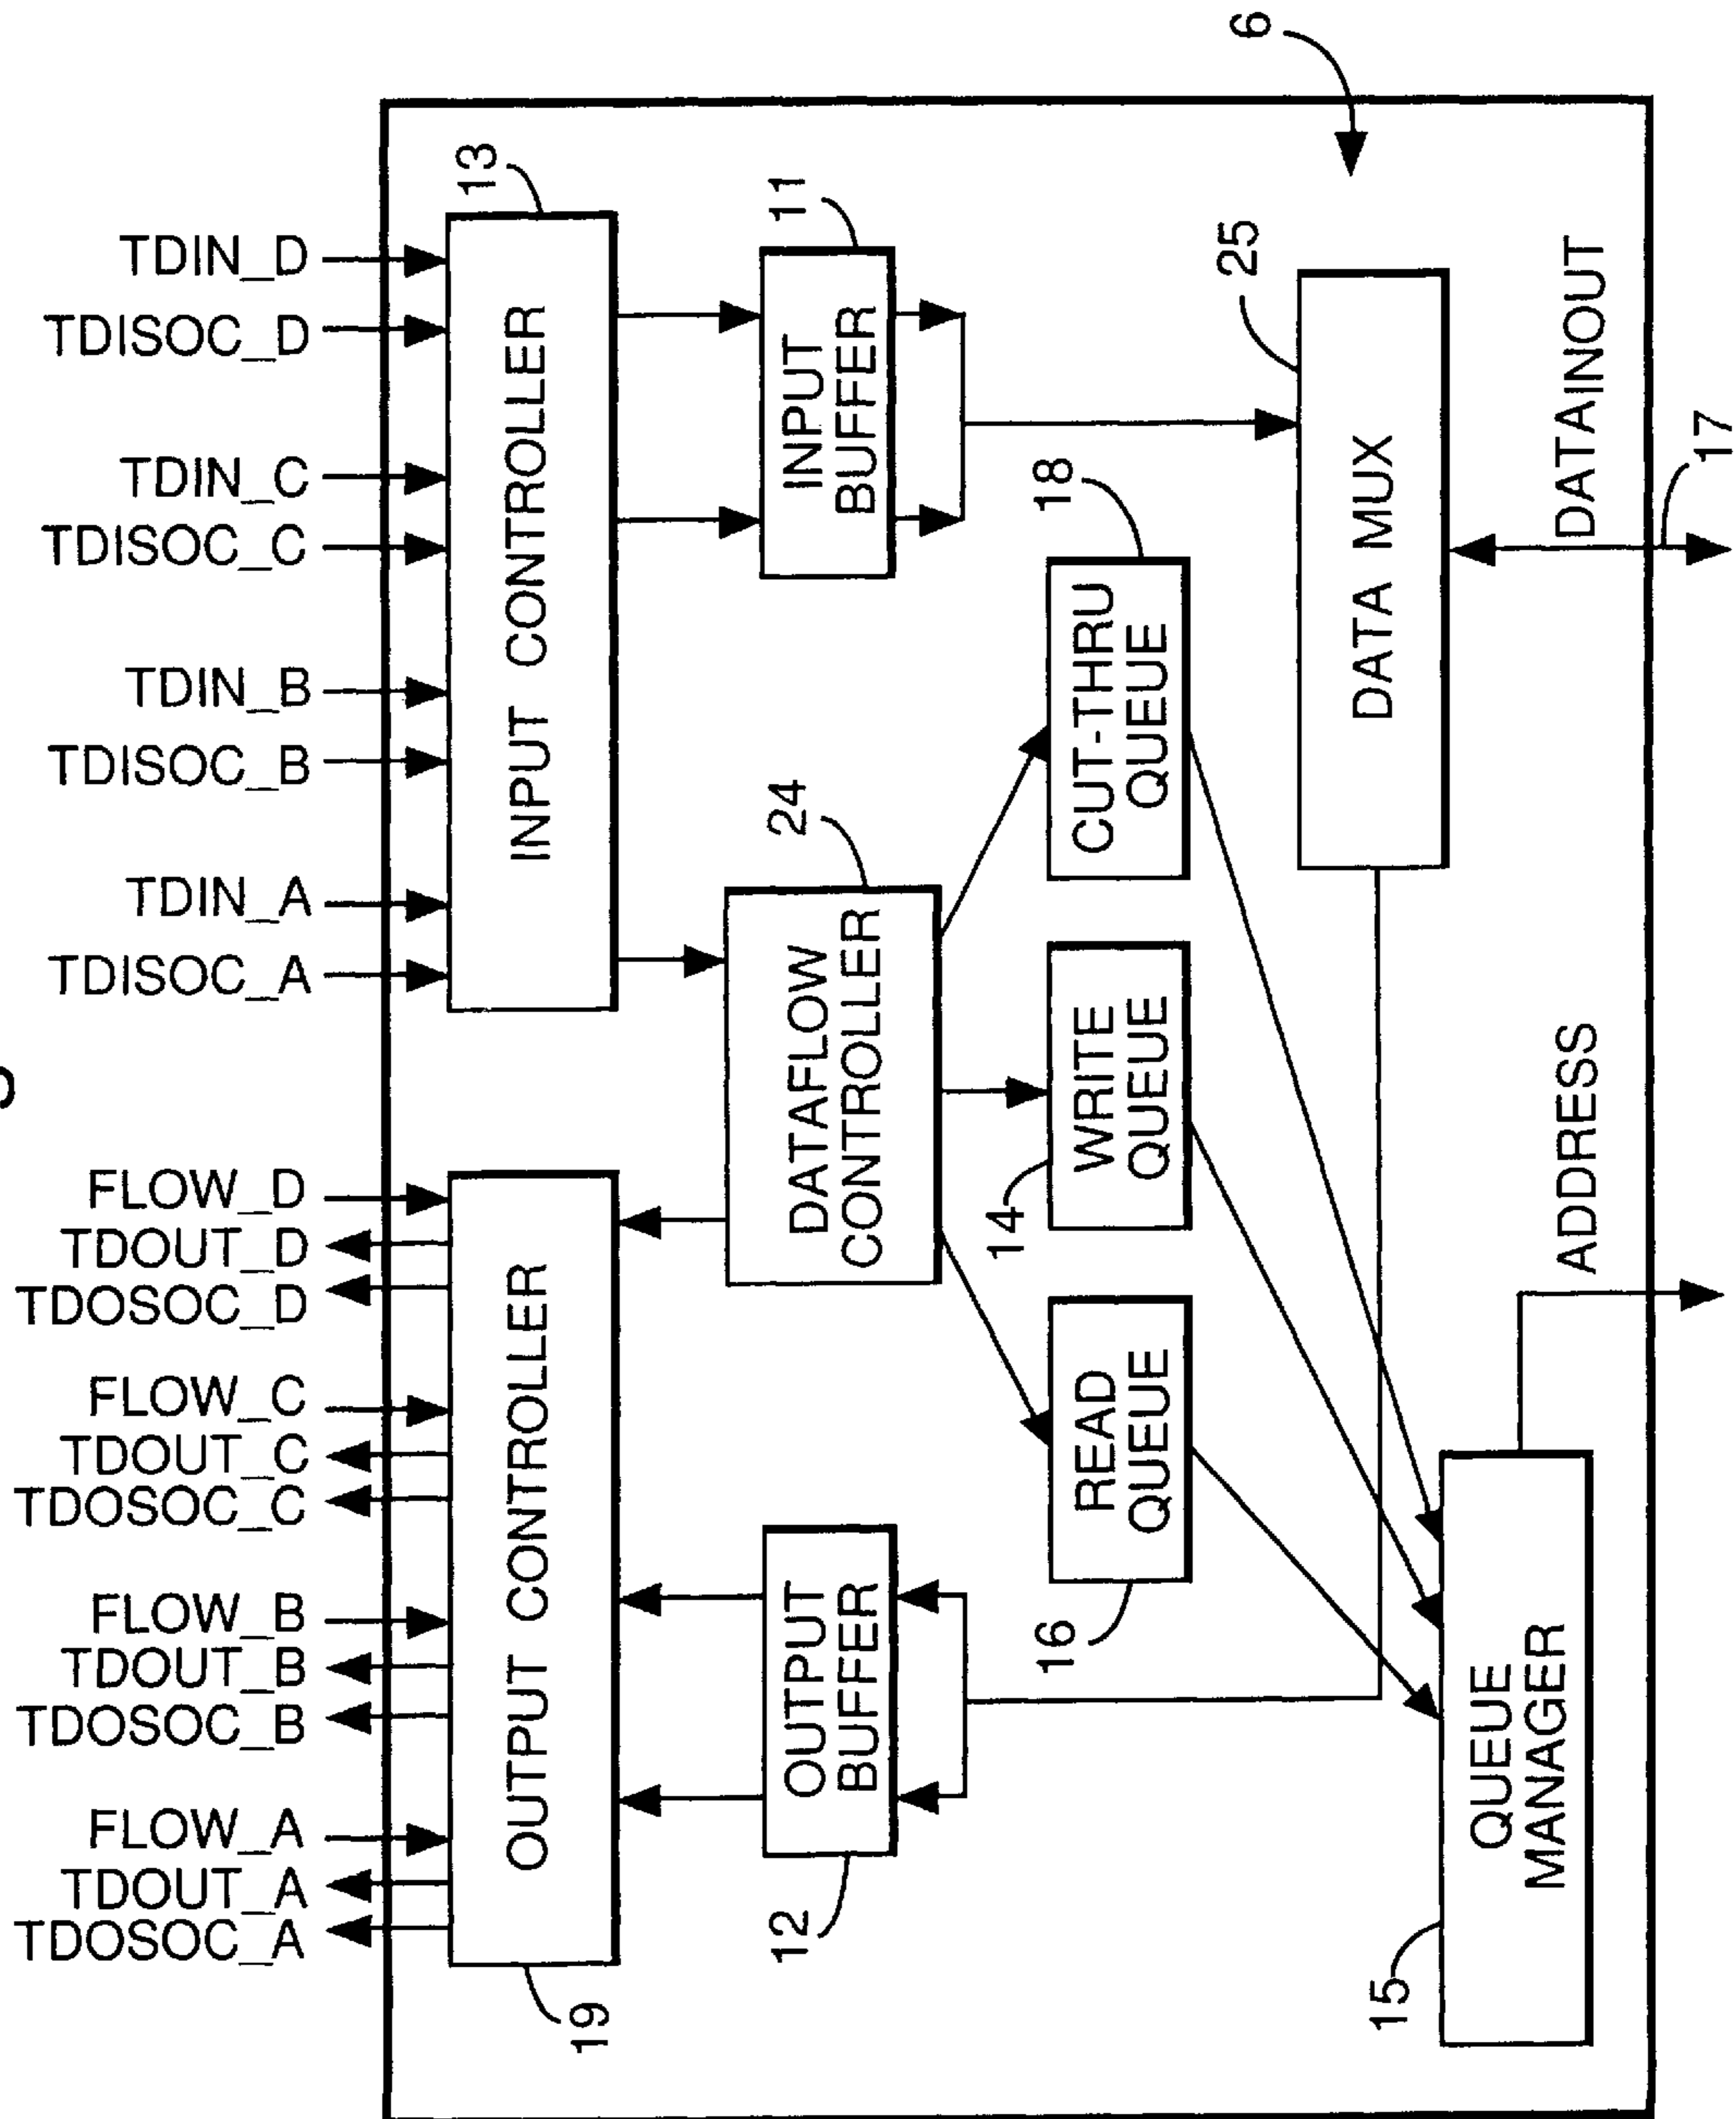 TDOSOC_A
TDOUT_A
FLOW_A
TDOSOC_B
TDOUT_B
FLOW_B
TDOSOC_C
TDOUT_C
FLOW_C
TDOSOC_D
TDOUT_D
FLOW_D
TDISOC_A
TDIN_A
TDISOC_B
TDIN_B
TDISOC_C
TDIN_C
TDISOC_D
TDIN_D
19
OUTPUT CONTROLLER
INPUT CONTROLLER
13
12
OUTPUT
BUFFER
DATAFLOW
CONTROLLER
24
INPUT
BUFFER
11
16
READ
QUEUE
14
WRITE
QUEUE
CUT-THRU
QUEUE
18
25
DATA MUX
6
15
QUEUE
MANAGER
ADDRESS
DATAINOUT
17